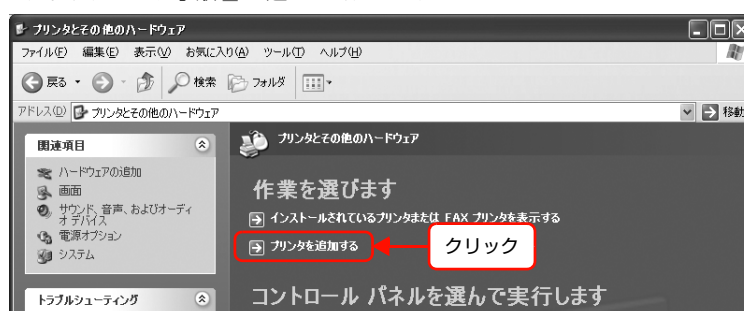 プリンタとその他のハードウェア
ファイル(F) 編集(E) 表示(V) お気に入り(A) ツール(T) ヘルプ(H)
戻る 検索 フォルダ
アドレス(D) プリンタとその他のハードウェア 移動
関連項目
ハードウェアの追加
画面
サウンド、音声、およびオーディ
オ デバイス
電源オプション
システム
トラブルシューティング
プリンタとその他のハードウェア
作業を選びます
インストールされているプリンタまたは FAX プリンタを表示する
プリンタを追加する
クリック
コントロール パネルを選んで実行します